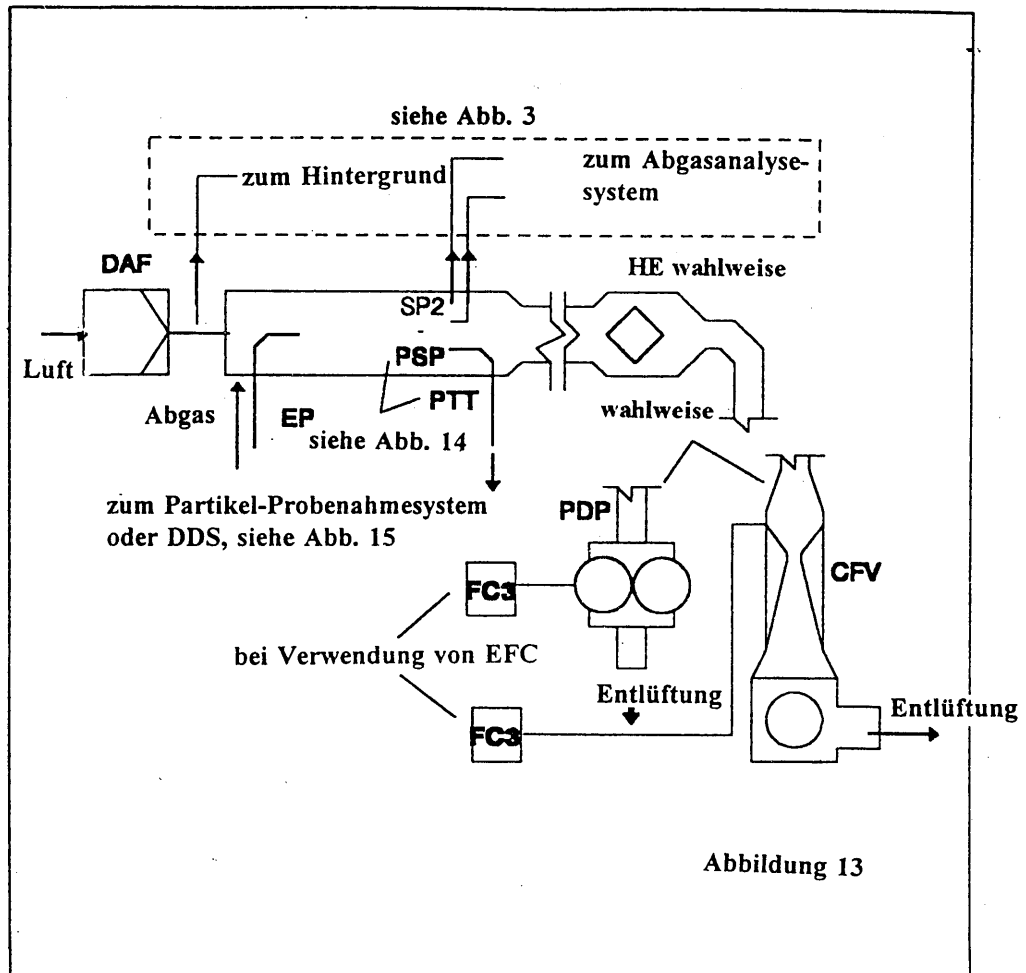 siehe Abb. 3
zum Hintergrund
zum Abgasanalyse-
system
DAF
HE wahlweise
SP2
Luft
PSP
Abgas
EP
PTT
wahlweise
siehe Abb. 14
zum Partikel-Probenahmesystem
oder DDS, siehe Abb. 15
PDP
FC3
CFV
bei Verwendung von EFC
Entlüftung
Entlüftung
FC3
Abbildung 13